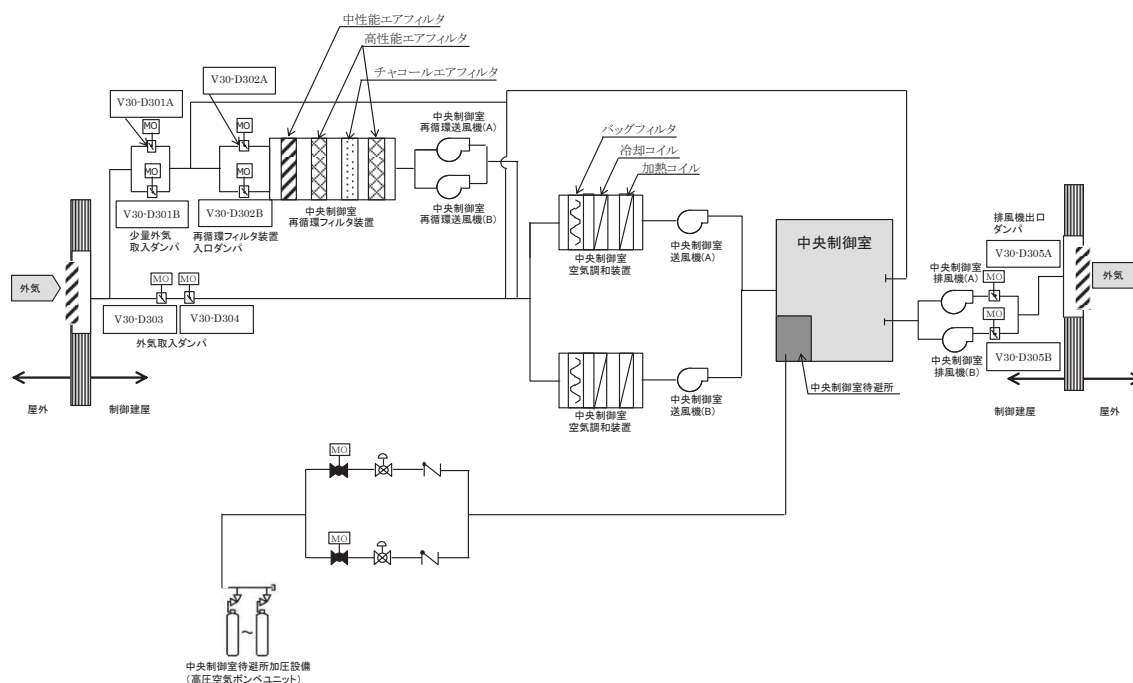 中性能エアフィルタ
高性能エアフィルタ
チャコールエアフィルタ
V30-D301A
V30-D302A
MO
MO
MO
MO
V30-D301B
V30-D302B
少量外気
取入ダンパ
再循環フィルタ装置
入口ダンパ
中央制御室
再循環フィルタ装置
中央制御室
再循環送風機(A)
中央制御室
再循環送風機(B)
バッグフィルタ
冷却コイル
加熱コイル
中央制御室
空気調和装置
中央制御室
送風機(A)
中央制御室
排風機出口
ダンパ
V30-D305A
中央制御室
排風機(A)
MO
MO
中央制御室
排風機(B)
V30-D305B
外気
外気
MO
MO
V30-D303
V30-D304
外気取入ダンパ
屋外
制御建屋
中央制御室
空気調和装置
中央制御室
送風機(B)
中央制御室待避所
制御建屋
屋外
MO
MO
～
中央制御室待避所加圧設備
（高圧空気ボンベユニット）